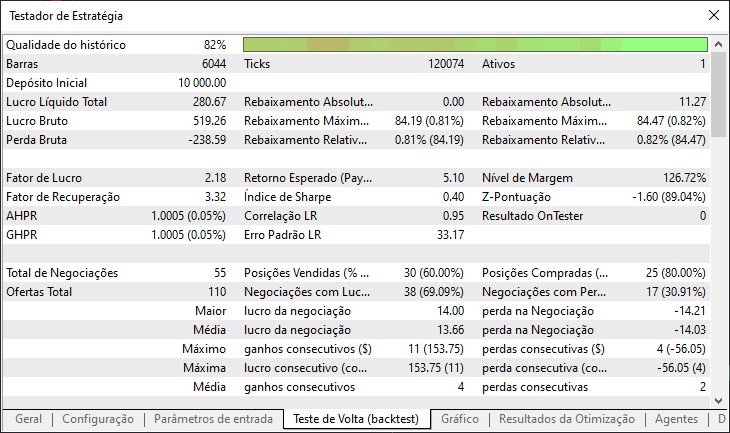 Testador de Estratégia
Qualidade do histórico 82%
Barras 6044 Ticks 120074 Ativos 1
Depósito Inicial 10 000.00
Lucro Líquido Total 280.67 Rebaixamento Absolut... 0.00 Rebaixamento Absolut... 11.27
Lucro Bruto 519.26 Rebaixamento Máxim... 84.19 (0.81%) Rebaixamento Máxim... 84.47 (0.82%)
Perda Bruta -238.59 Rebaixamento Relativ... 0.81% (84.19) Rebaixamento Relativ... 0.82% (84.47)
Fator de Lucro 2.18 Retorno Esperado (Pay... 5.10 Nível de Margem 126.72%
Fator de Recuperação 3.32 Índice de Sharpe 0.40 Z-Pontuação -1.60 (89.04%)
AHPR 1.0005 (0.05%) Correlação LR 0.95 Resultado OnTester 0
GHPR 1.0005 (0.05%) Erro Padrão LR 33.17
Total de Negociações 55 Posições Vendidas (% ... 30 (60.00%) Posições Compradas (... 25 (80.00%)
Ofertas Total 110 Negociações com Luc... 38 (69.09%) Negociações com Per... 17 (30.91%)
Maior lucro da negociação 14.00 perda na Negociação -14.21
Média lucro da negociação 13.66 perda na Negociação -14.03
Máximo ganhos consecutivos ($) 11 (153.75) perdas consecutivas ($) 4 (-56.05)
Máxima lucro consecutivo (co... 153.75 (11) perda consecutiva (co... -56.05 (4)
Média ganhos consecutivos 4 perdas consecutivas 2
Geral | Configuração | Parâmetros de entrada | Teste de Volta (backtest) | Gráfico | Resultados da Otimização | Agentes | D